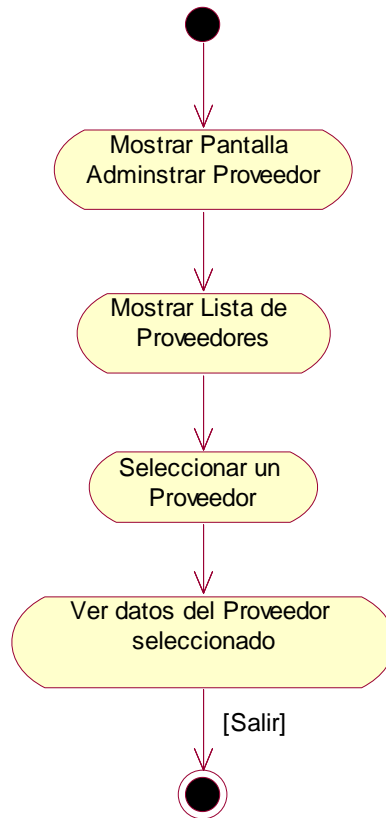 Mostrar Pantalla
Adminstrar Proveedor
Mostrar Lista de
Proveedores
Seleccionar un
Proveedor
Ver datos del Proveedor
seleccionado
[Salir]